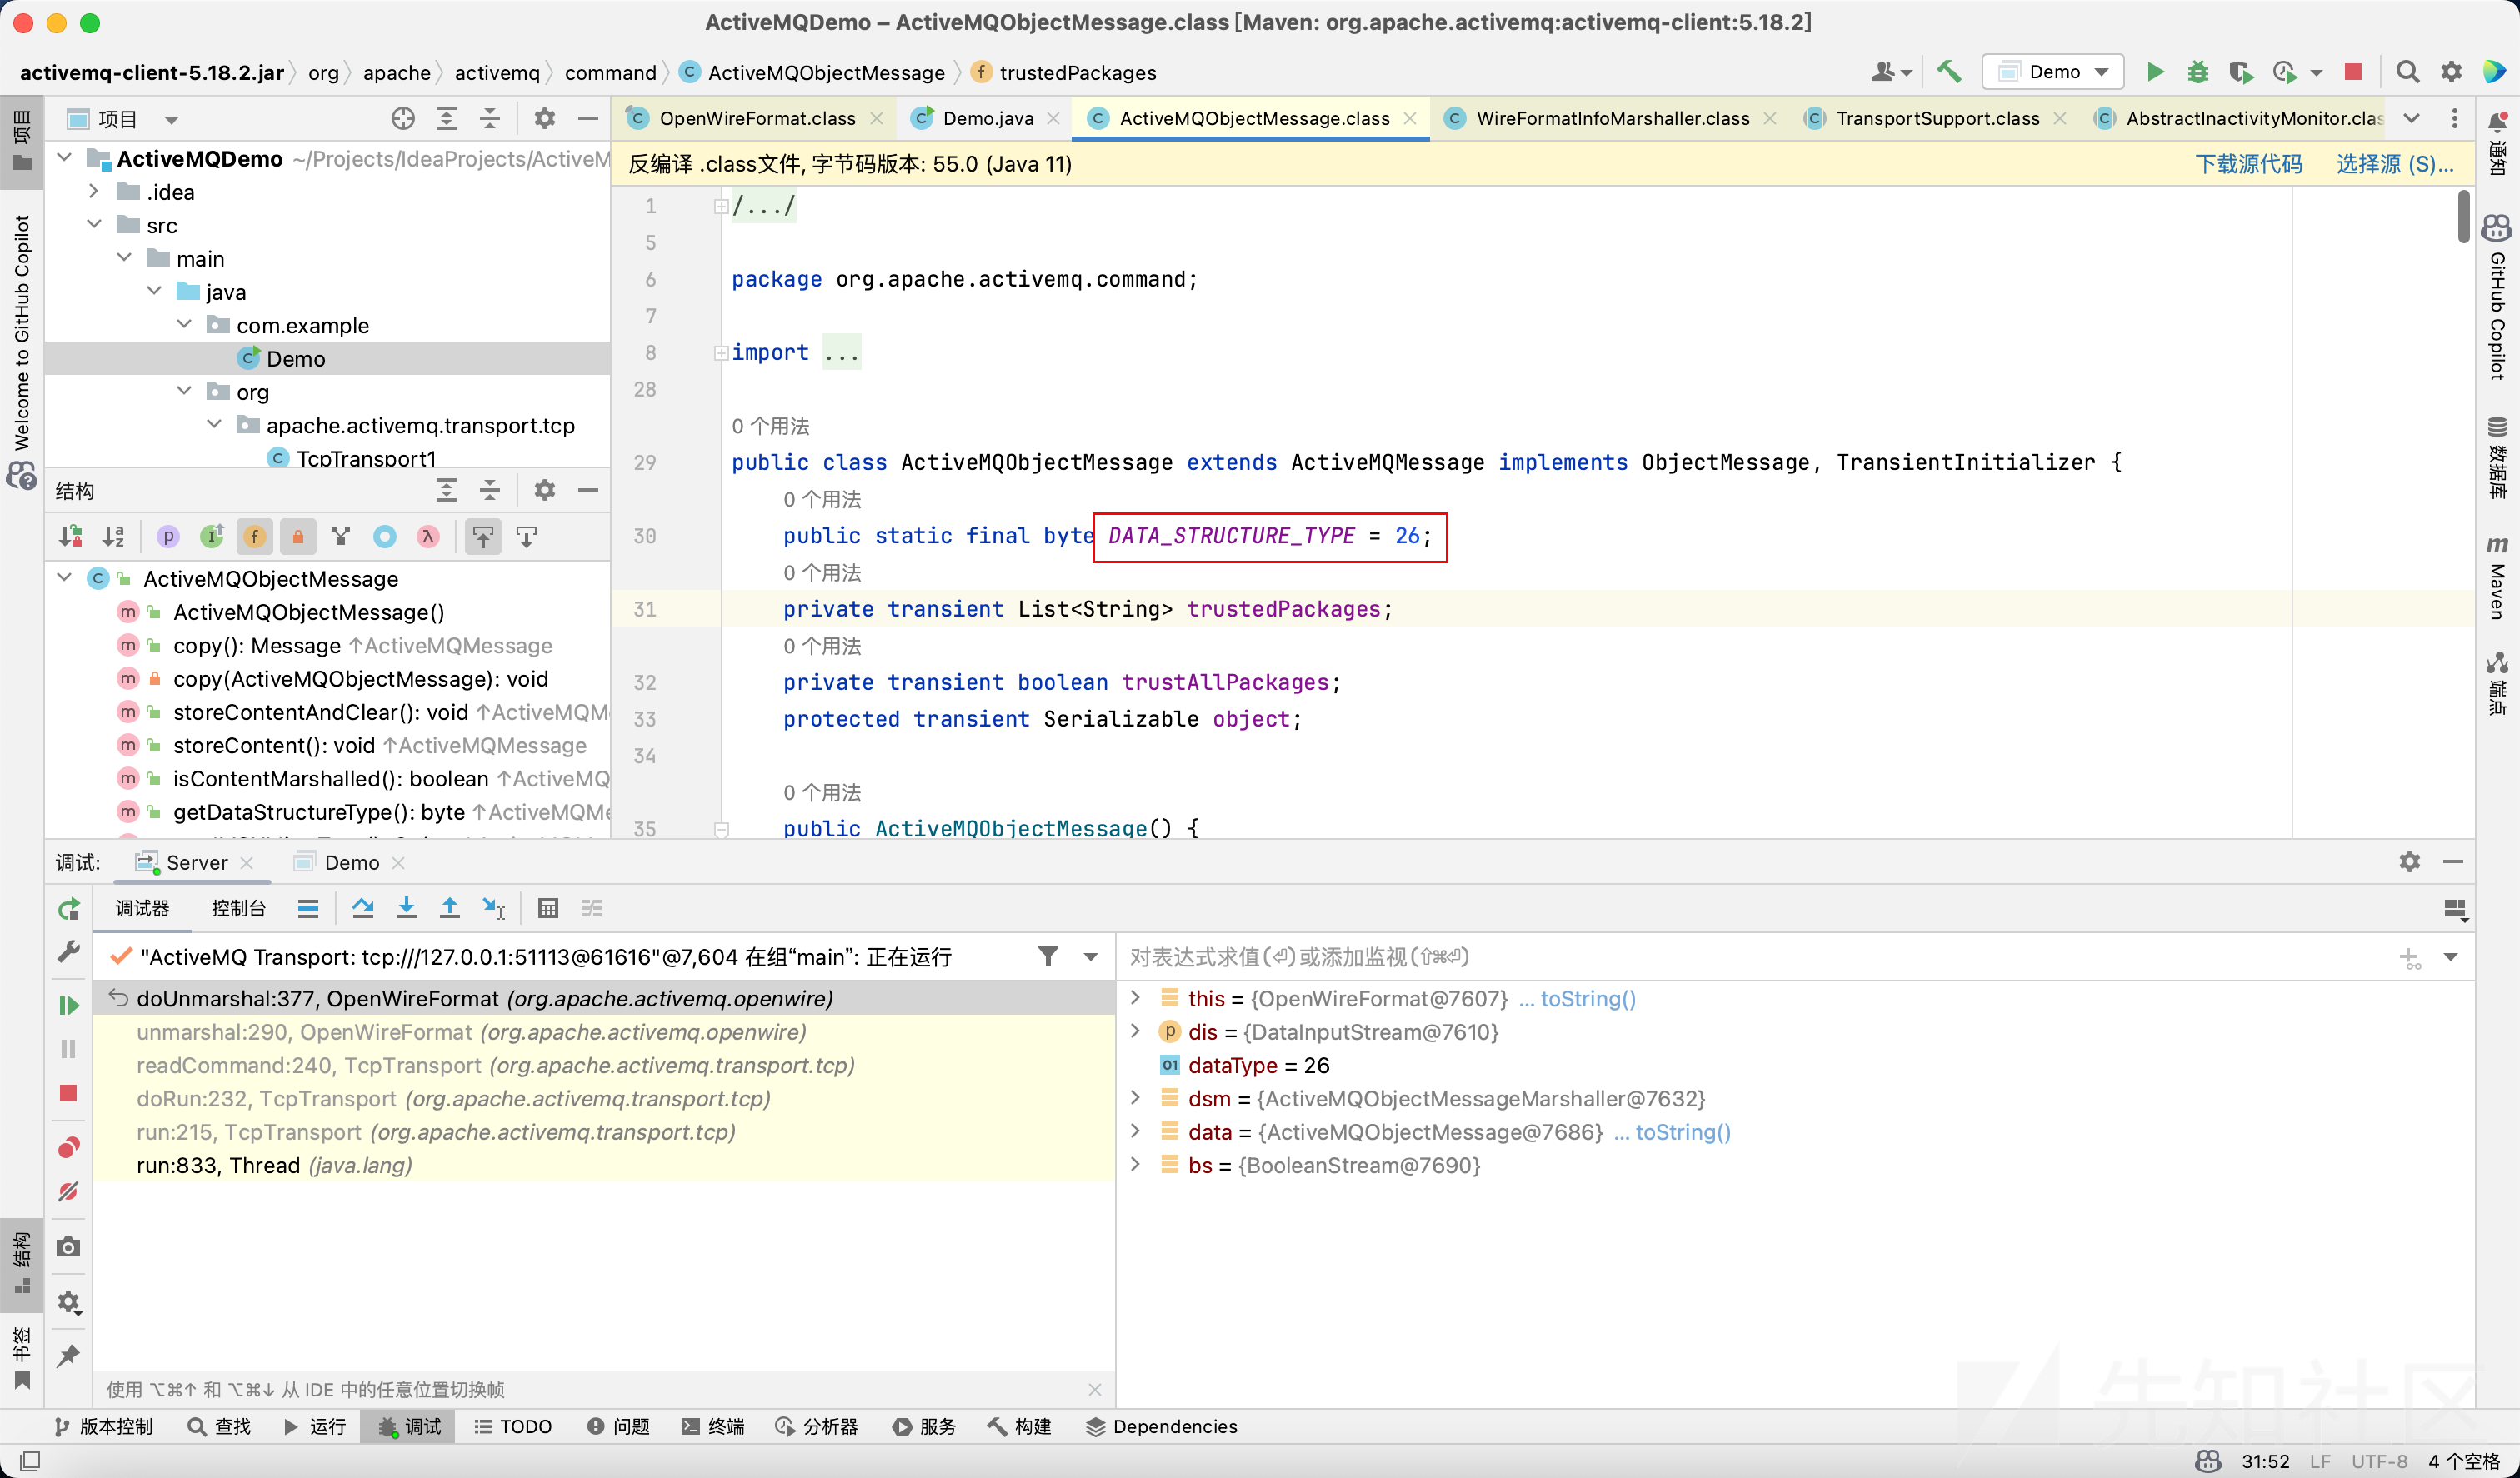 ActiveMQDemo – ActiveMQObjectMessage.class [Maven: org.apache.activemq:activemq-client:5.18.2]
activemq-client-5.18.2.jar
org
apache
activemq
command
ActiveMQObjectMessage
trustedPackages
Demo
项目
ActiveMQDemo ~/Projects/IdeaProjects/ActiveM
.idea
src
main
java
com.example
Demo
org
apache.activemq.transport.tcp
TcpTransport1
结构
ActiveMQObjectMessage
ActiveMQObjectMessage()
copy(): Message ↑ActiveMQMessage
copy(ActiveMQObjectMessage): void
storeContentAndClear(): void ↑ActiveMQM
storeContent(): void ↑ActiveMQMessage
isContentMarshalled(): boolean ↑ActiveMQ
getDataStructureType(): byte ↑ActiveMQMe
项目
Welcome to GitHub Copilot
结构
书签
OpenWireFormat.class
Demo.java
ActiveMQObjectMessage.class
WireFormatInfoMarshaller.class
TransportSupport.class
AbstractInactivityMonitor.clas
反编译 .class文件, 字节码版本: 55.0 (Java 11)
下载源代码
选择源 (S)...
1 /.../
5
6 package org.apache.activemq.command;
7
8 import ...
28
0 个用法
29 public class ActiveMQObjectMessage extends ActiveMQMessage implements ObjectMessage, TransientInitializer {
0 个用法
30 public static final byte DATA_STRUCTURE_TYPE = 26;
0 个用法
31 private transient List<String> trustedPackages;
0 个用法
32 private transient boolean trustAllPackages;
33 protected transient Serializable object;
34
0 个用法
35 public ActiveMQObjectMessage() {
通知
GitHub Copilot
数据库
Maven
端点
调试:
Server
Demo
调试器
控制台
"ActiveMQ Transport: tcp:///127.0.0.1:51113@61616"@7,604 在组“main”: 正在运行
doUnmarshal:377, OpenWireFormat (org.apache.activemq.openwire)
unmarshal:290, OpenWireFormat (org.apache.activemq.openwire)
readCommand:240, TcpTransport (org.apache.activemq.transport.tcp)
doRun:232, TcpTransport (org.apache.activemq.transport.tcp)
run:215, TcpTransport (org.apache.activemq.transport.tcp)
run:833, Thread (java.lang)
使用 ⌥⌘↑ 和 ⌥⌘↓ 从 IDE 中的任意位置切换帧
对表达式求值(⏎)或添加监视(⇧⌘⏎)
this = {OpenWireFormat@7607} ... toString()
dis = {DataInputStream@7610}
dataType = 26
dsm = {ActiveMQObjectMessageMarshaller@7632}
data = {ActiveMQObjectMessage@7686} ... toString()
bs = {BooleanStream@7690}
版本控制
查找
运行
调试
TODO
问题
终端
分析器
服务
构建
Dependencies
31:52
LF
UTF-8
4 个空格
先知社区